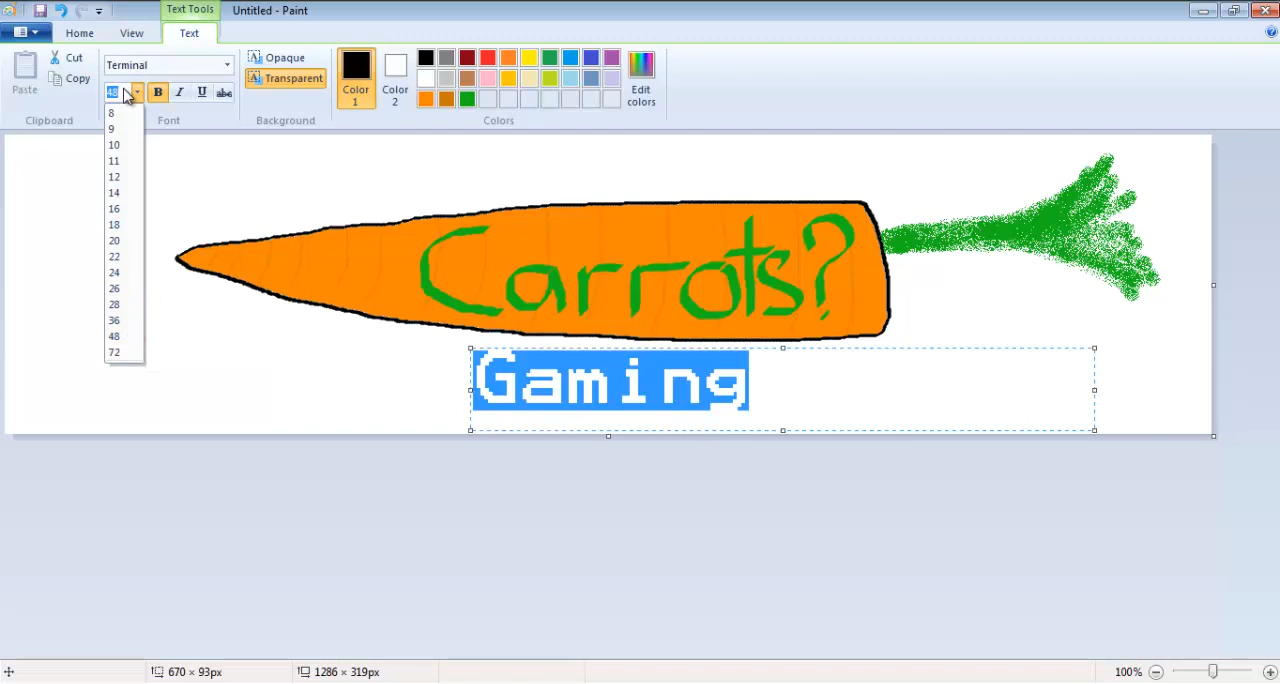 Text Tools
Untitled - Paint
Home
View
Text
Paste
Cut
Copy
Clipboard
Terminal
48
B
I
U
abc
Font
Opaque
Transparent
Background
Color 1
Color 2
Edit colors
Colors
8
9
10
11
12
14
16
18
20
22
24
26
28
36
48
72
Carrots?
Gaming
670 × 93px
1286 × 319px
100%